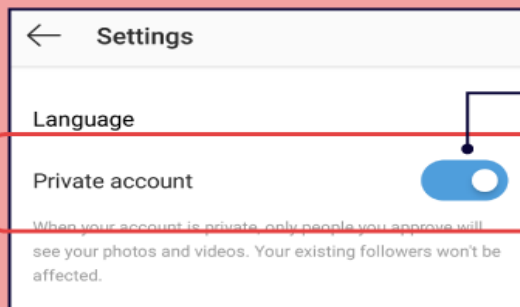 Settings
Language
Private account
When your account is private, only people you approve will
see your photos and videos. Your existing followers won't be
affected.